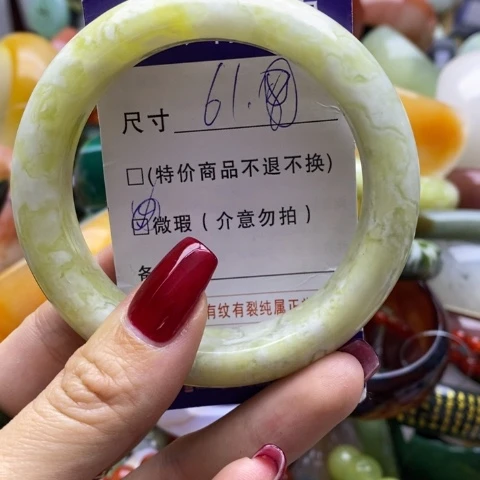 尺寸 61.
□(特价商品不退不换)
☑微瑕(介意勿拍)
有纹有裂纯属正